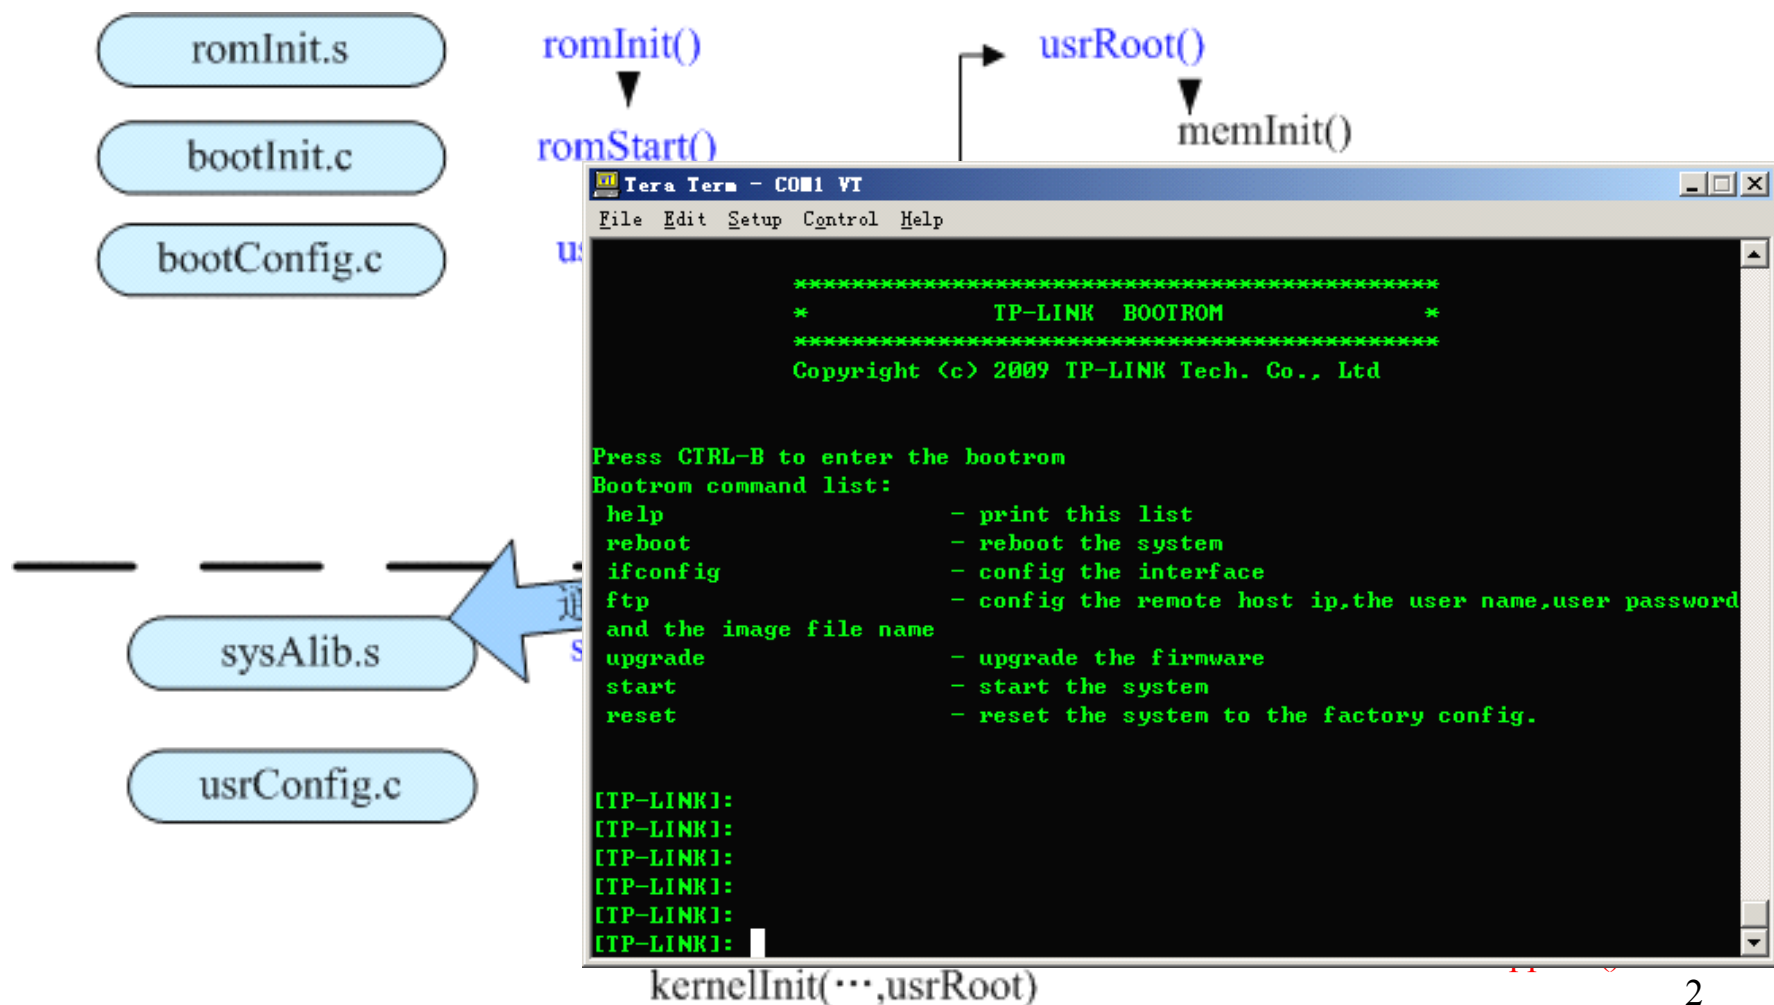 romInit.s
romInit()
usrRoot()
memInit()
bootInit.c
romStart()
bootConfig.c
Tera Term - COM1 VT
File Edit Setup Control Help
*********************************************
* TP-LINK BOOTROM *
*********************************************
Copyright (c) 2009 TP-LINK Tech. Co., Ltd
Press CTRL-B to enter the bootrom
Bootrom command list:
help - print this list
reboot - reboot the system
ifconfig - config the interface
ftp - config the remote host ip,the user name,user password
and the image file name
upgrade - upgrade the firmware
start - start the system
reset - reset the system to the factory config.
[TP-LINK]:
[TP-LINK]:
[TP-LINK]:
[TP-LINK]:
[TP-LINK]:
[TP-LINK]:
sysAlib.s
usrConfig.c
kernelInit(···,usrRoot)
2